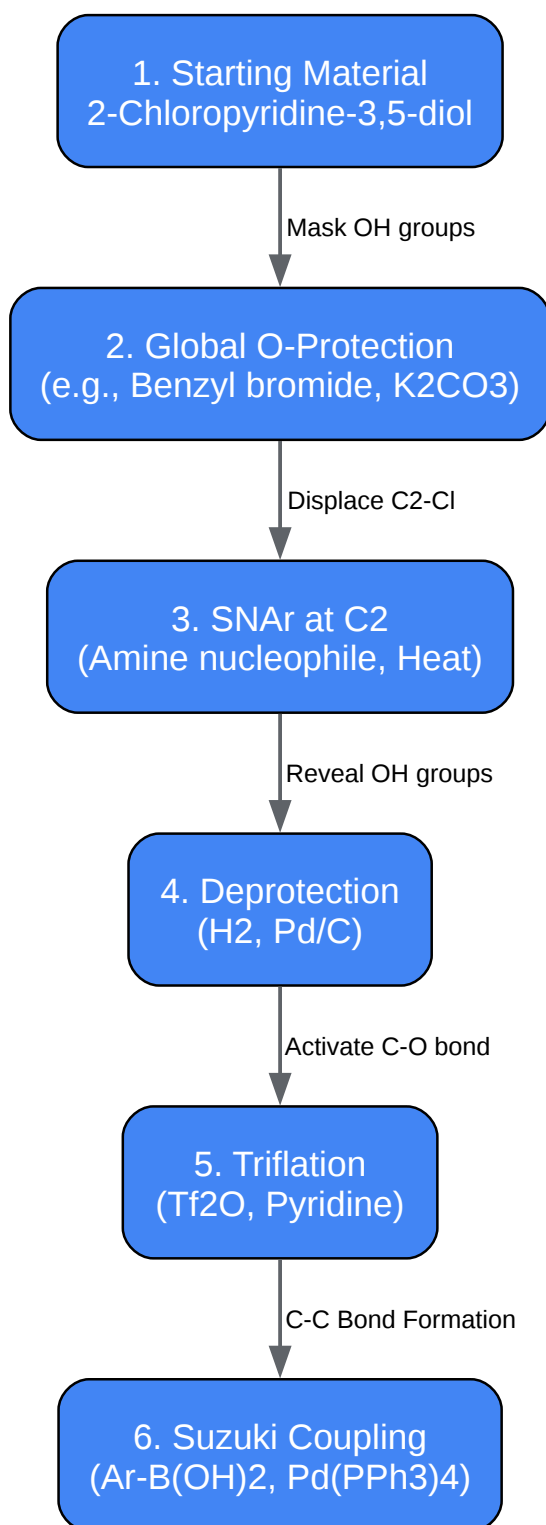 1. Starting Material
2-Chloropyridine-3,5-diol
Mask OH groups
2. Global O-Protection
(e.g., Benzyl bromide, K2CO3)
Displace C2-Cl
3. SNAr at C2
(Amine nucleophile, Heat)
Reveal OH groups
4. Deprotection
(H2, Pd/C)
Activate C-O bond
5. Triflation
(Tf2O, Pyridine)
C-C Bond Formation
6. Suzuki Coupling
(Ar-B(OH)2, Pd(PPh3)4)